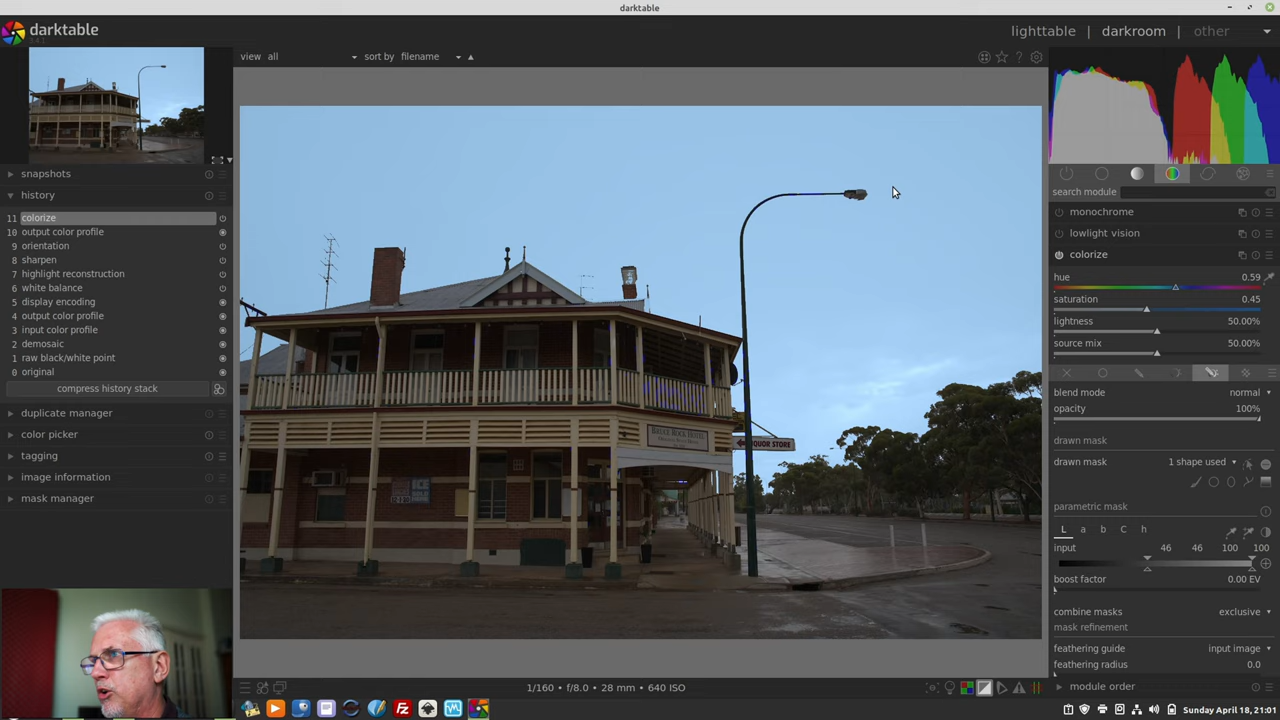 darktable
darktable
lighttable | darkroom | other
view all sort by filename
snapshots
history
11 colorize
10 output color profile
9 orientation
8 sharpen
7 highlight reconstruction
6 white balance
5 display encoding
4 output color profile
3 input color profile
2 demosaic
1 raw black/white point
0 original
compress history stack
duplicate manager
color picker
tagging
image information
mask manager
BRUCE ROCK HOTEL
LIQUOR STORE
ICE
1/160 • f/8.0 • 28 mm • 640 ISO
search module
monochrome
lowlight vision
colorize
hue 0.59
saturation 0.45
lightness 50.00%
source mix 50.00%
blend mode normal
opacity 100%
drawn mask
drawn mask 1 shape used
parametric mask
L a b C h
input 46 46 100 100
boost factor 0.00 EV
combine masks exclusive
mask refinement
feathering guide input image
feathering radius 0.0
module order
Sunday April 18, 21:01